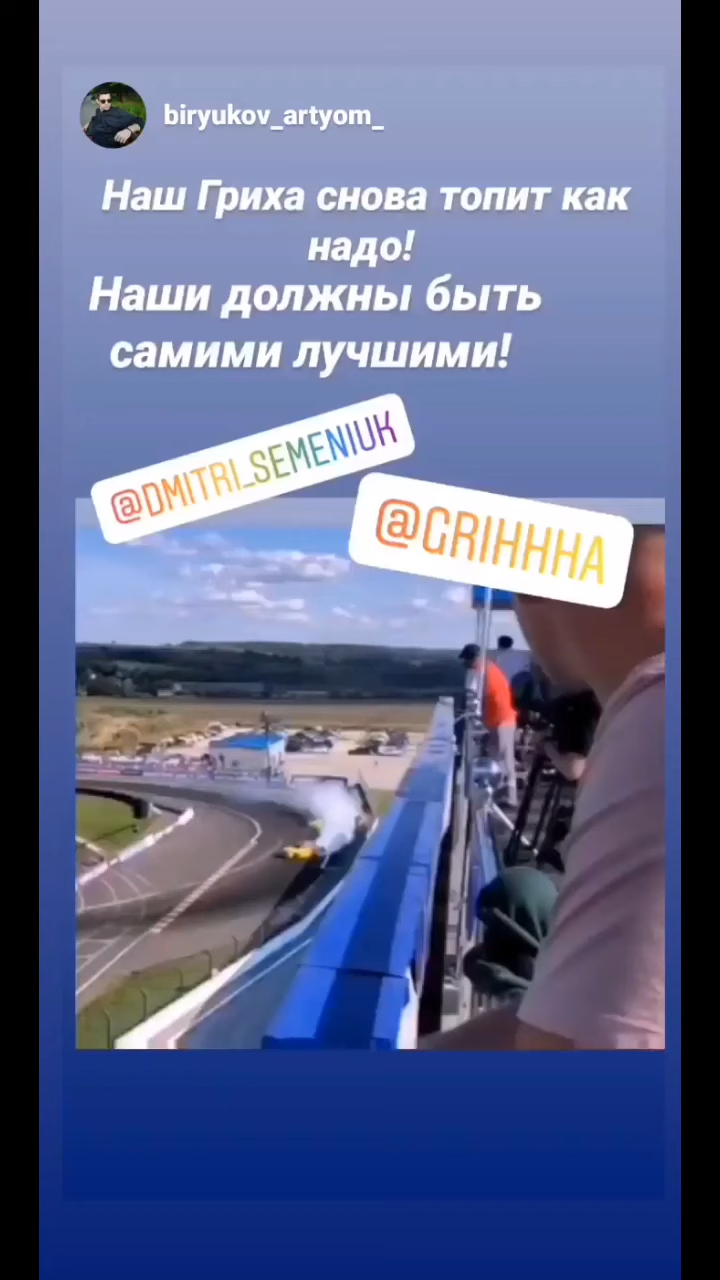 biryukov_artyom_
Наш Гриха снова топит как
надо!
Наши должны быть
самими лучшими!
@DMITRI_SEMENIUK
@GRIHHHA